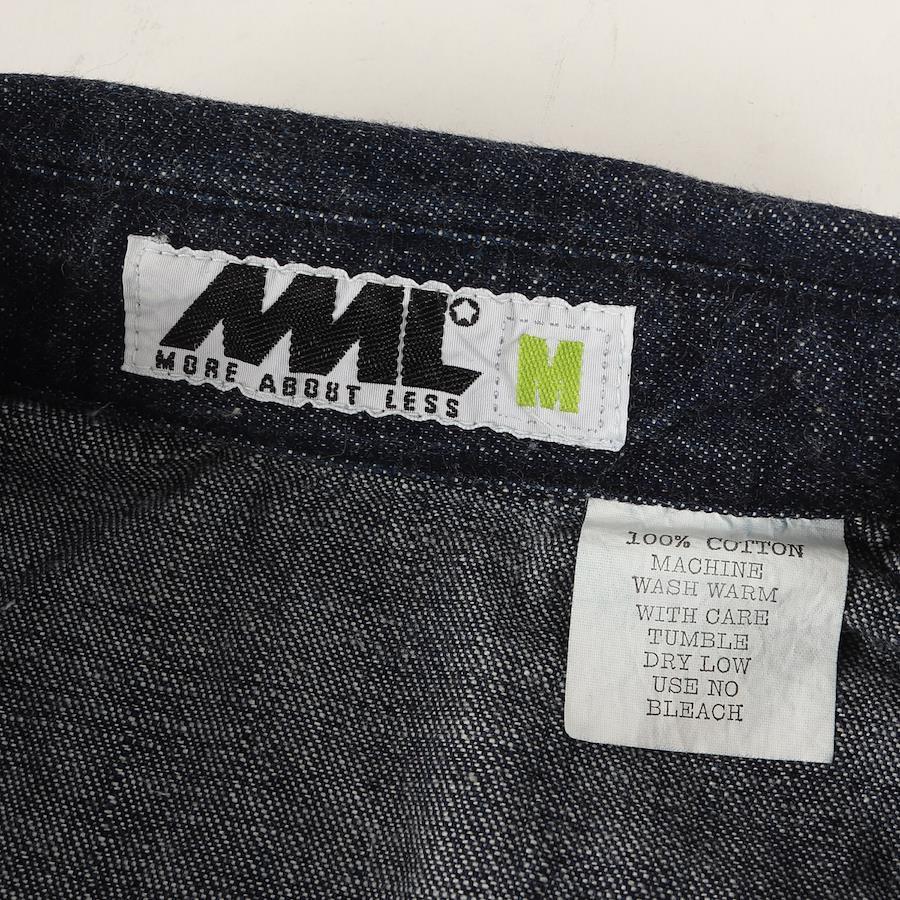 MML
MORE ABOUT LESS
M
100% COTTON
MACHINE
WASH WARM
WITH CARE
TUMBLE
DRY LOW
USE NO
BLEACH